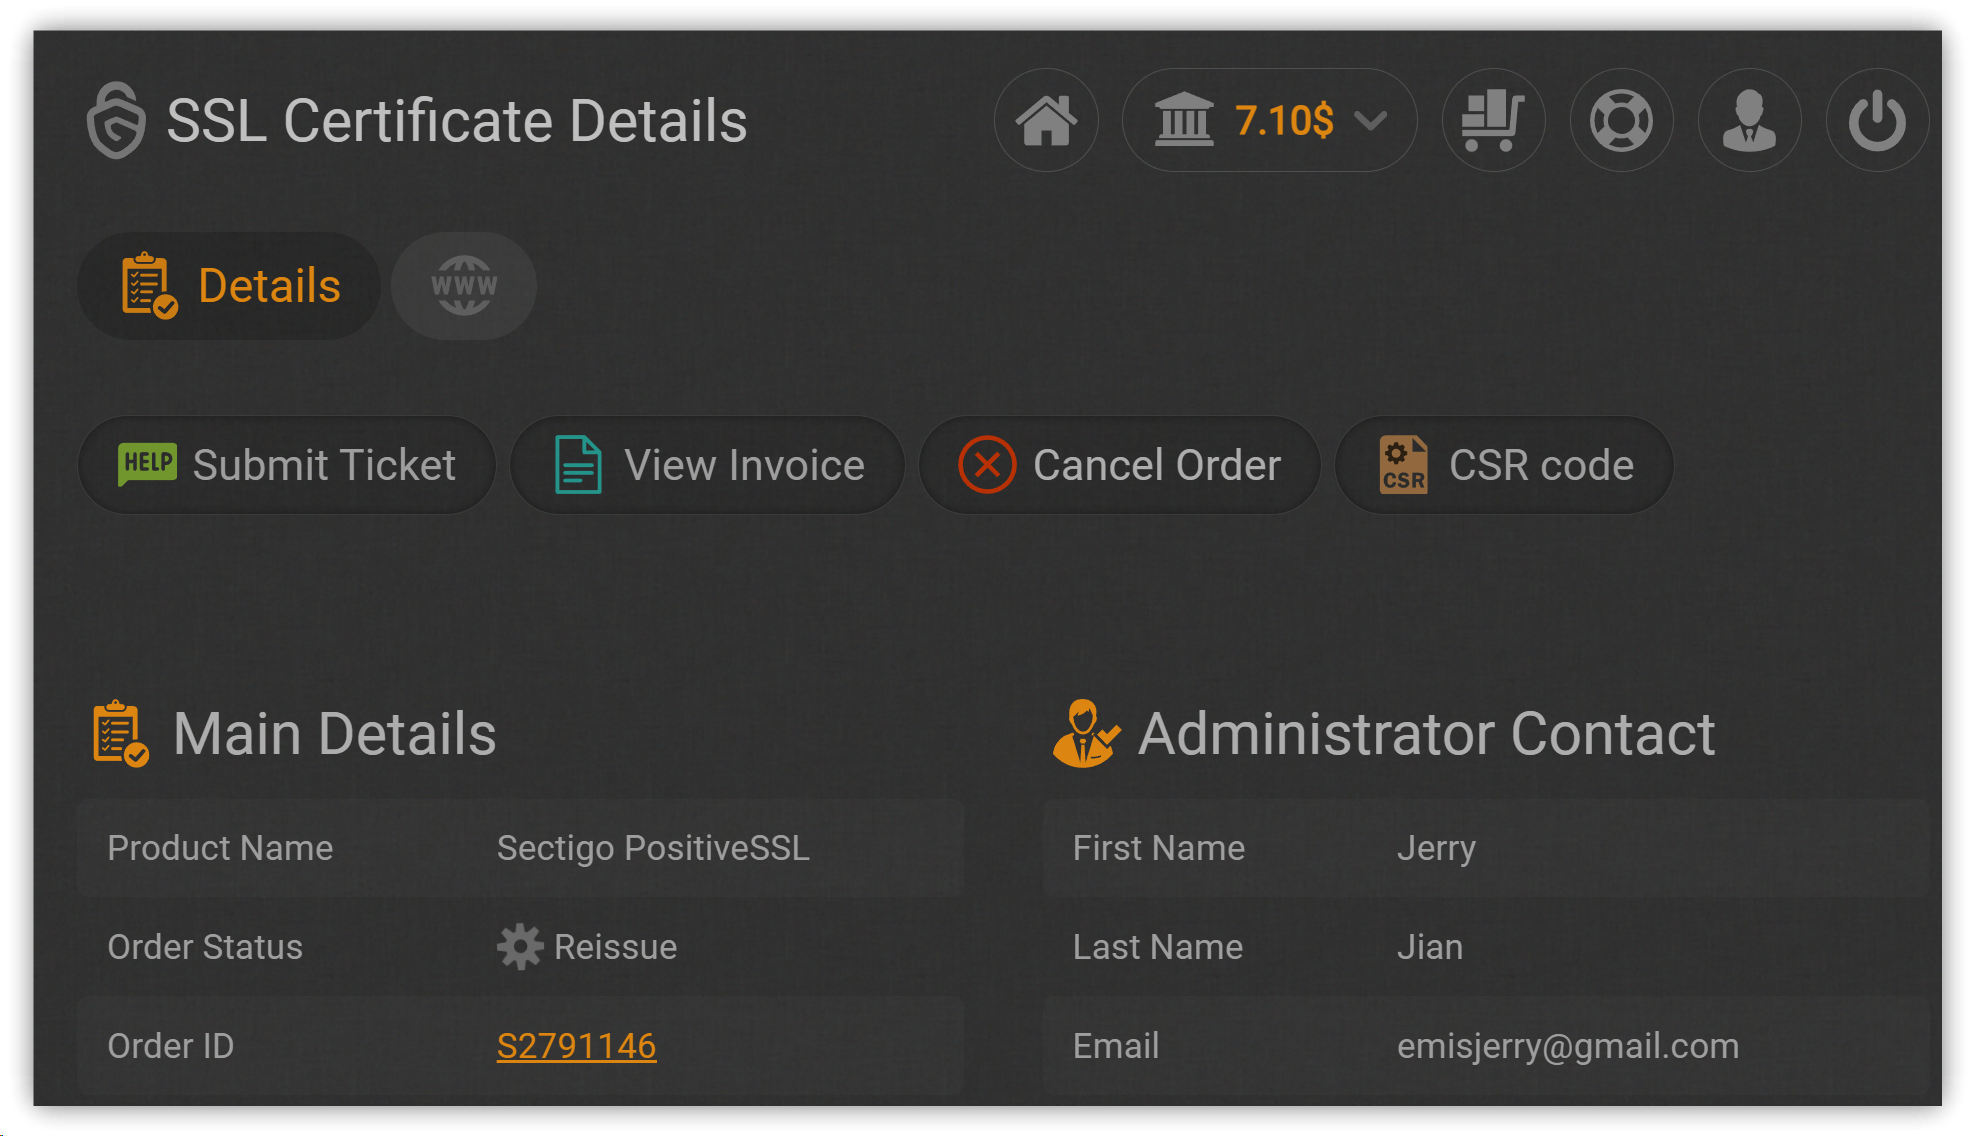 SSL Certificate Details
7.10$
Details
WWW
HELP Submit Ticket
View Invoice
Cancel Order
CSR CSR code
Main Details
Product Name Sectigo PositiveSSL
Order Status Reissue
Order ID S2791146
Administrator Contact
First Name Jerry
Last Name Jian
Email emisjerry@gmail.com